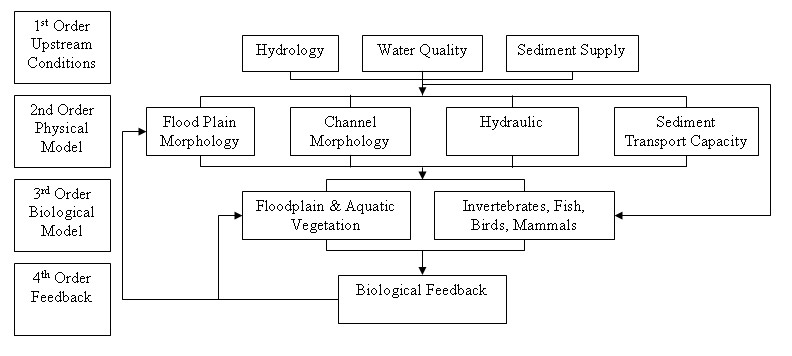 1st Order
Upstream
Conditions
Hydrology
Water Quality
Sediment Supply
2nd Order
Physical
Model
Flood Plain
Morphology
Channel
Morphology
Hydraulic
Sediment
Transport Capacity
3rd Order
Biological
Model
Floodplain & Aquatic
Vegetation
Invertebrates, Fish,
Birds, Mammals
4th Order
Feedback
Biological Feedback